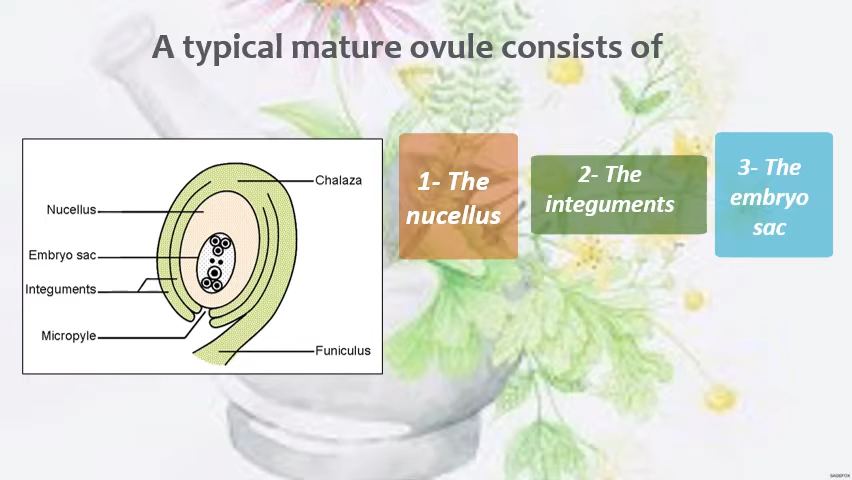 A typical mature ovule consists of
Chalaza
Nucellus
Embryo sac
Integuments
Micropyle
Funiculus
1- The
nucellus
2- The
integuments
3- The
embryo
sac
SAGEFOX